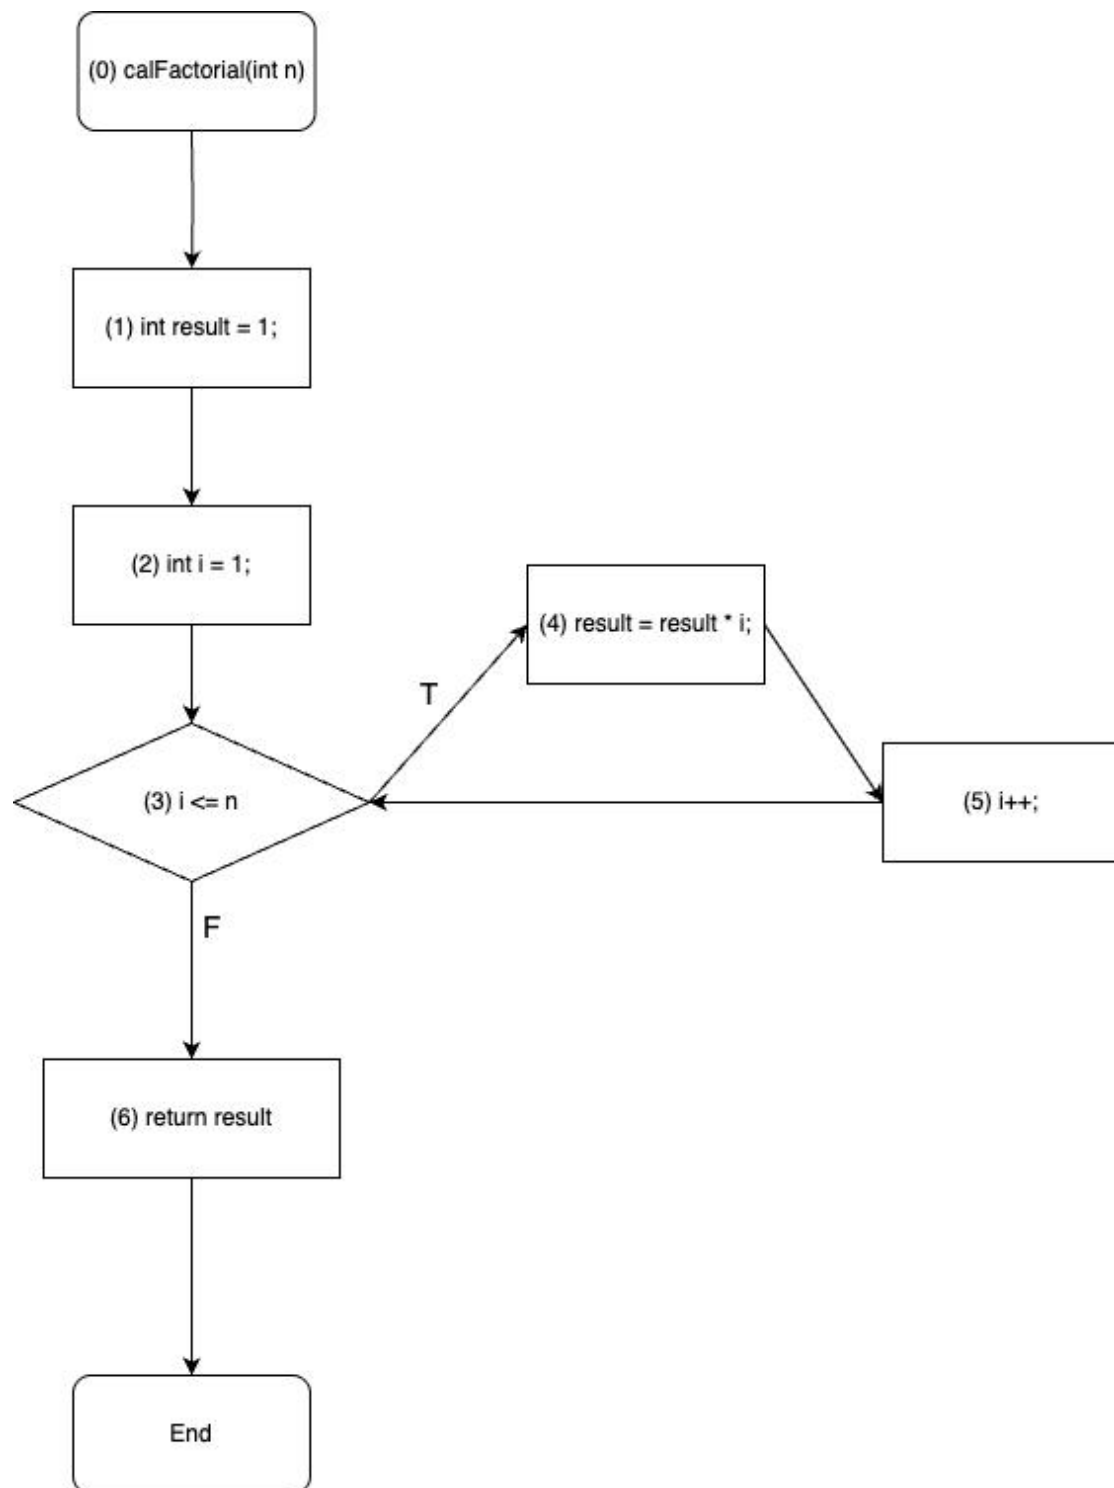 (0) calFactorial(int n)
(1) int result = 1;
(2) int i = 1;
(4) result = result * i;
T
(3) i <= n
(5) i++;
F
(6) return result
End